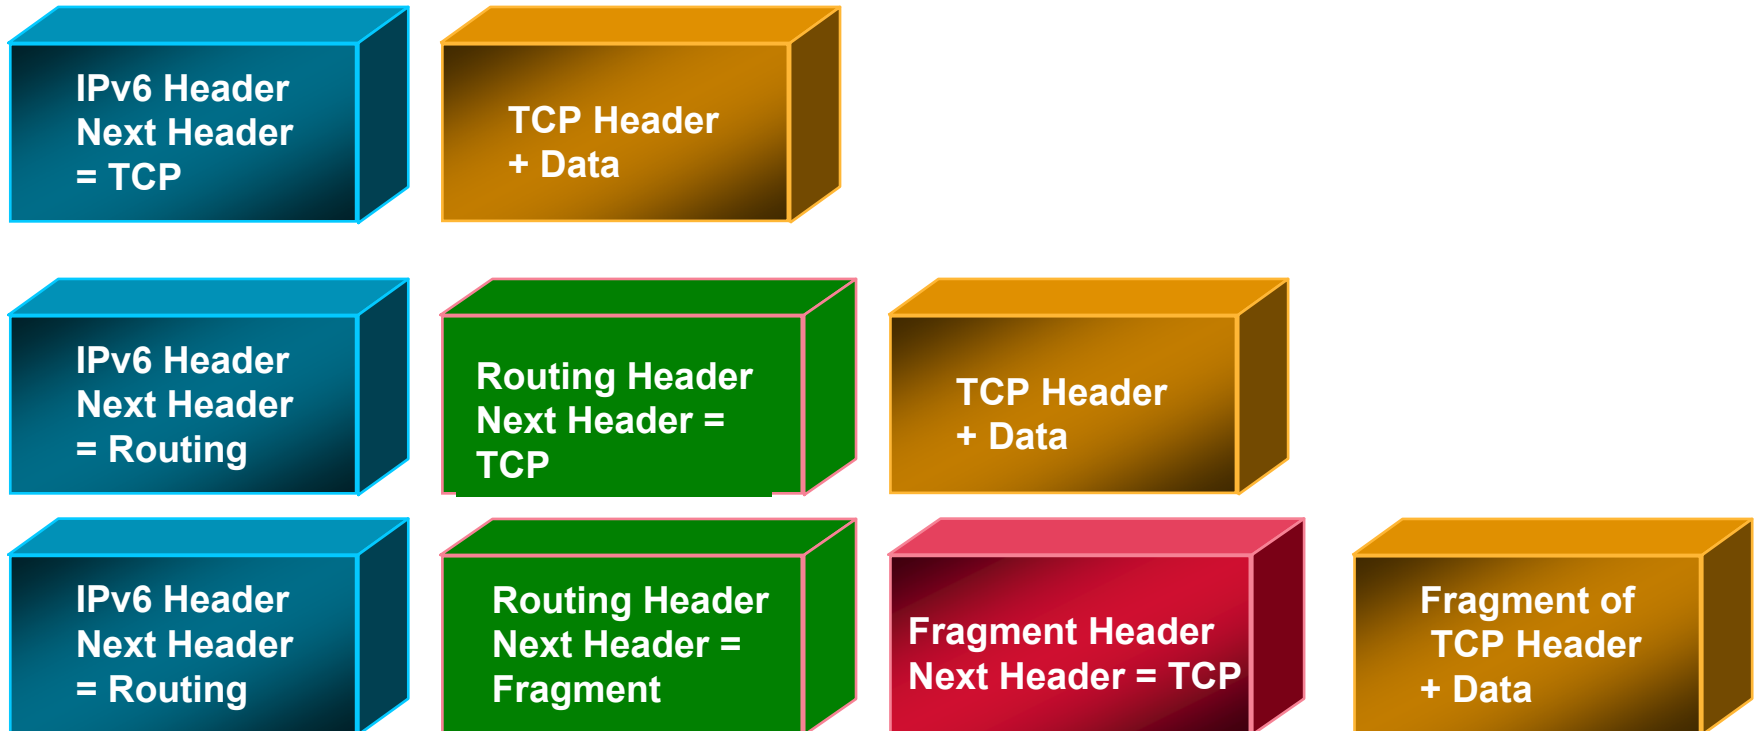 IPv6 Header
Next Header
= TCP
TCP Header
+ Data
IPv6 Header
Next Header
= Routing
Routing Header
Next Header =
TCP
TCP Header
+ Data
IPv6 Header
Next Header
= Routing
Routing Header
Next Header =
Fragment
Fragment Header
Next Header = TCP
Fragment of
TCP Header
+ Data